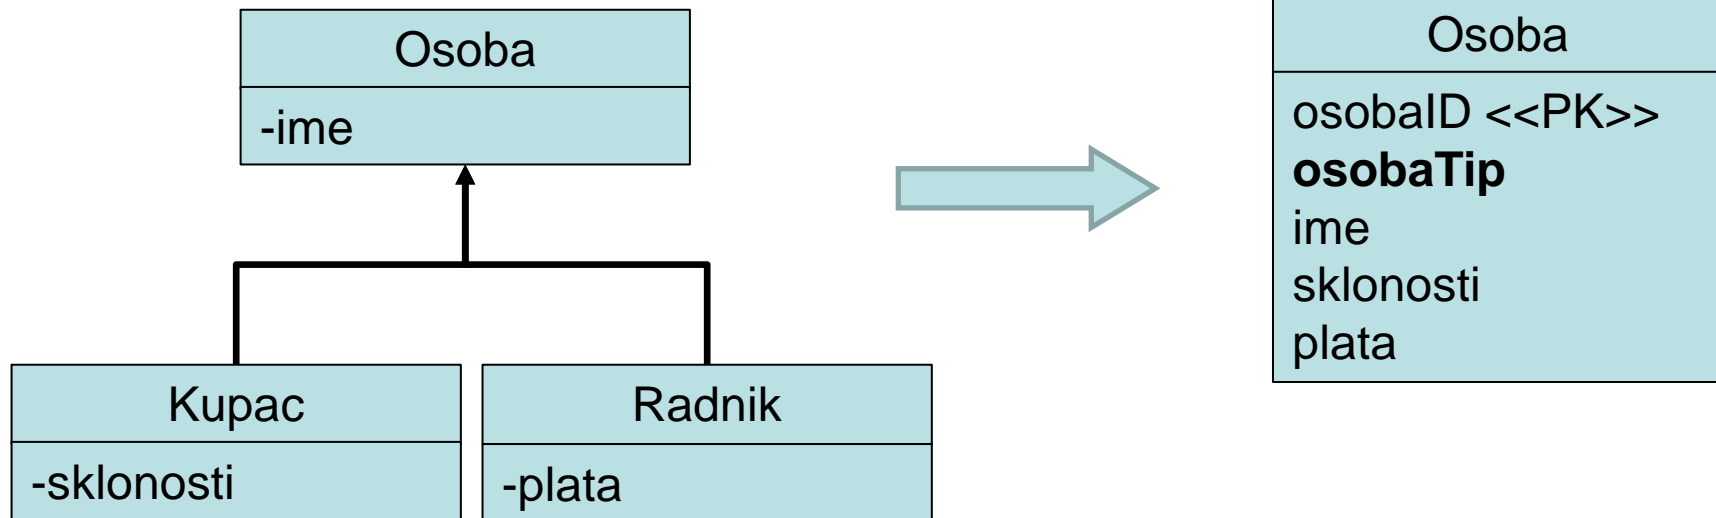 Osoba
-ime
Kupac
-sklonosti
Radnik
-plata
Osoba
osobaID <<PK>>
osobaTip
ime
sklonosti
plata